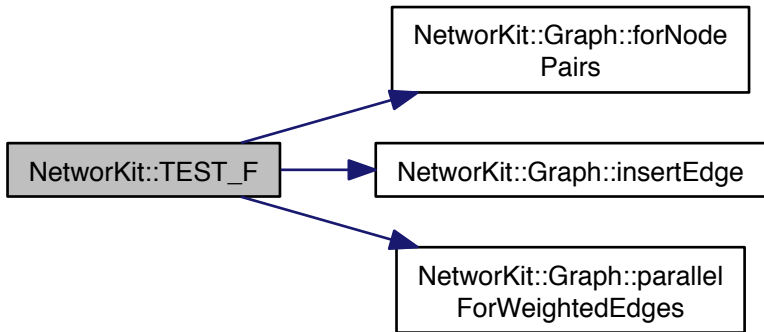 NetworKit::Graph::forNode
Pairs
NetworKit::TEST_F
NetworKit::Graph::insertEdge
NetworKit::Graph::parallel
ForWeightedEdges